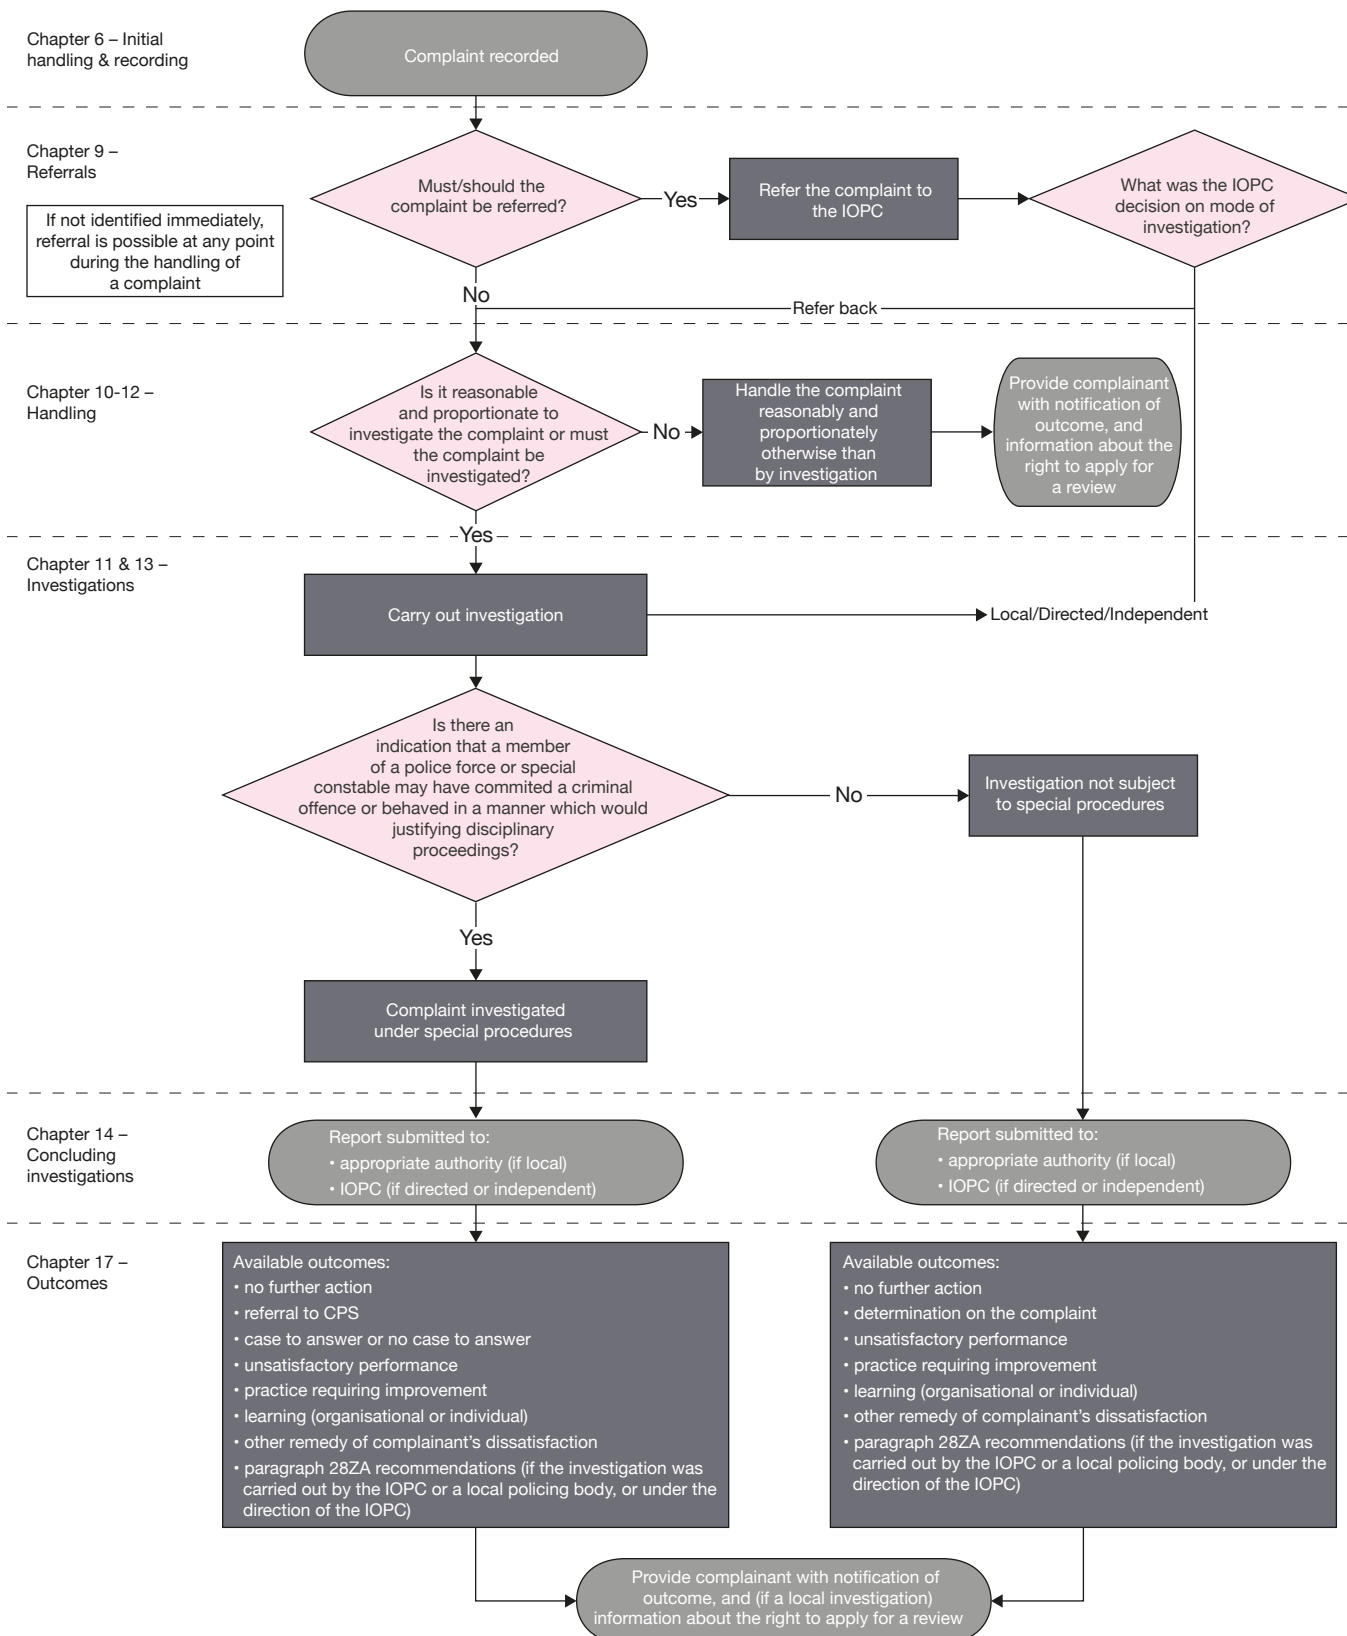 Chapter 6 – Initial
handling & recording
Complaint recorded
Chapter 9 –
Referrals
If not identified immediately,
referral is possible at any point
during the handling of
a complaint
Must/should the
complaint be referred?
Yes
Refer the complaint to
the IOPC
What was the IOPC
decision on mode of
investigation?
No
Refer back
Chapter 10-12 –
Handling
Is it reasonable
and proportionate to
investigate the complaint or must
the complaint be
investigated?
No
Handle the complaint
reasonably and
proportionately
otherwise than
by investigation
Provide complainant
with notification of
outcome, and
information about the
right to apply for
a review
Yes
Chapter 11 & 13 –
Investigations
Carry out investigation
Local/Directed/Independent
Is there an
indication that a member
of a police force or special
constable may have commited a criminal
offence or behaved in a manner which would
justifying disciplinary
proceedings?
No
Investigation not subject
to special procedures
Yes
Complaint investigated
under special procedures
Chapter 14 –
Concluding
investigations
Report submitted to:
• appropriate authority (if local)
• IOPC (if directed or independent)
Report submitted to:
• appropriate authority (if local)
• IOPC (if directed or independent)
Chapter 17 –
Outcomes
Available outcomes:
• no further action
• referral to CPS
• case to answer or no case to answer
• unsatisfactory performance
• practice requiring improvement
• learning (organisational or individual)
• other remedy of complainant’s dissatisfaction
• paragraph 28ZA recommendations (if the investigation was
carried out by the IOPC or a local policing body, or under the
direction of the IOPC)
Available outcomes:
• no further action
• determination on the complaint
• unsatisfactory performance
• practice requiring improvement
• learning (organisational or individual)
• other remedy of complainant’s dissatisfaction
• paragraph 28ZA recommendations (if the investigation was
carried out by the IOPC or a local policing body, or under the
direction of the IOPC)
Provide complainant with notification of
outcome, and (if a local investigation)
information about the right to apply for a review